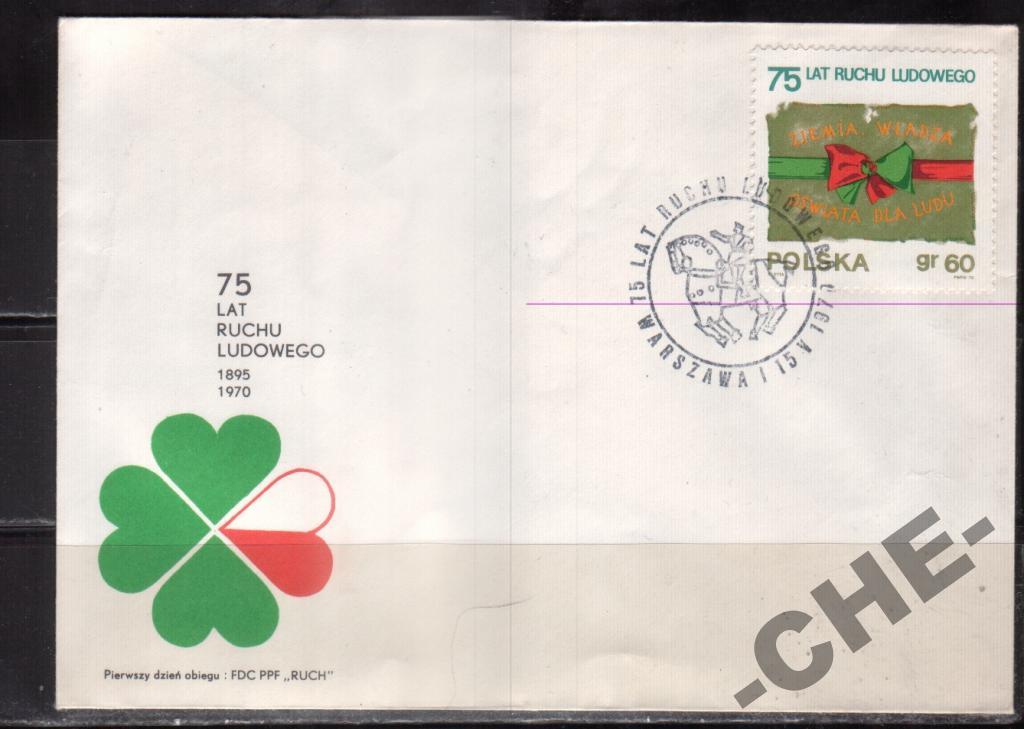 75 LAT RUCHU LUDOWEGO
ZIEMIA, WŁADZA
OŚWIATA DLA LUDU
POLSKA gr 60
75 LAT RUCHU LUDOWEGO
WARSZAWA 1 15 V 1970
75
LAT
RUCHU
LUDOWEGO
1895
1970
Pierwszy dzień obiegu : FDC PPF „RUCH”
-CHE-